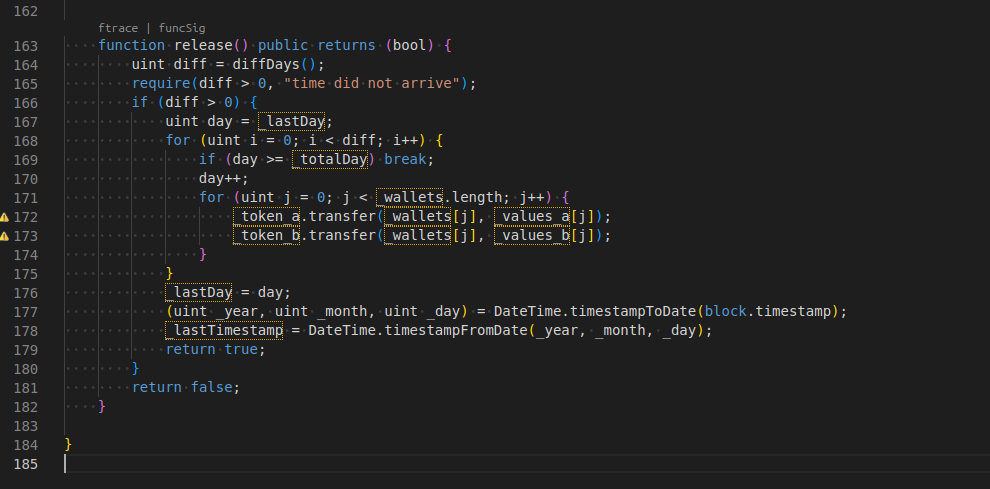 162
ftrace | funcSig
163 function release() public returns (bool) {
164 uint diff = diffDays();
165 require(diff > 0, "time did not arrive");
166 if (diff > 0) {
167 uint day = _lastDay;
168 for (uint i = 0; i < diff; i++) {
169 if (day >= _totalDay) break;
170 day++;
171 for (uint j = 0; j < _wallets.length; j++) {
172 _token_a.transfer(_wallets[j], _values_a[j]);
173 _token_b.transfer(_wallets[j], _values_b[j]);
174 }
175 }
176 _lastDay = day;
177 (uint _year, uint _month, uint _day) = DateTime.timestampToDate(block.timestamp);
178 _lastTimestamp = DateTime.timestampFromDate(_year, _month, _day);
179 return true;
180 }
181 return false;
182 }
183
184 }
185